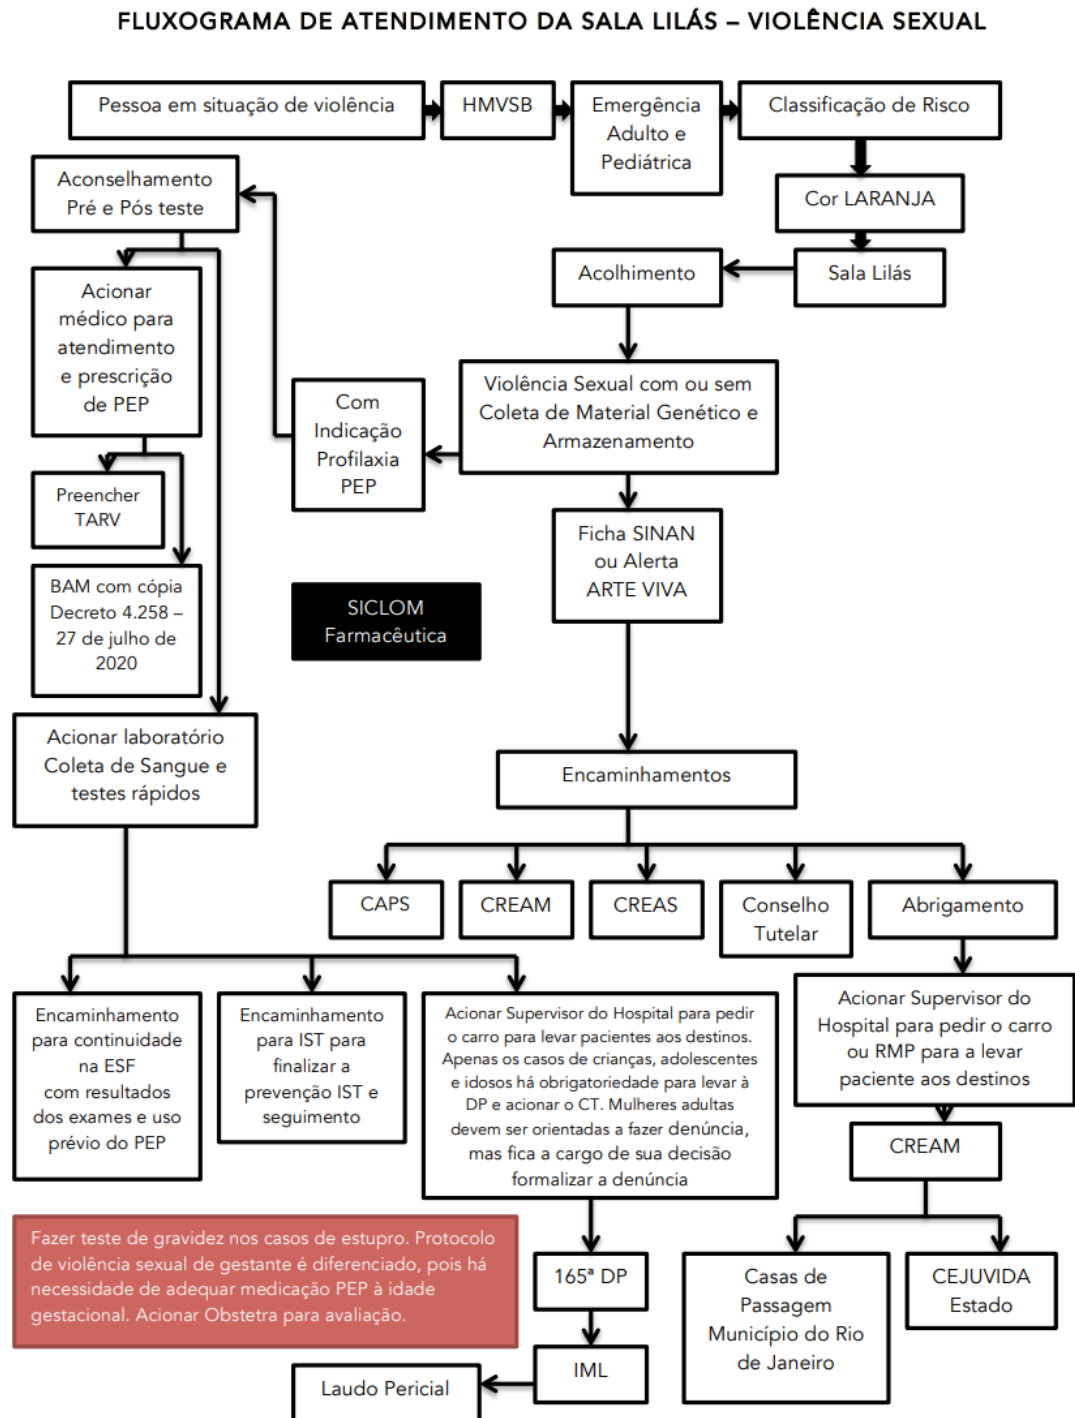 FLUXOGRAMA DE ATENDIMENTO DA SALA LILÁS – VIOLÊNCIA SEXUAL
Pessoa em situação de violência
HMVSB
Emergência
Adulto e
Pediátrica
Classificação de Risco
Cor LARANJA
Sala Lilás
Acolhimento
Aconselhamento
Pré e Pós teste
Acionar
médico para
atendimento
e prescrição
de PEP
Com
Indicação
Profilaxia
PEP
Violência Sexual com ou sem
Coleta de Material Genético e
Armazenamento
Preencher
TARV
Ficha SINAN
ou Alerta
ARTE VIVA
BAM com cópia
Decreto 4.258 –
27 de julho de
2020
SICLOM
Farmacêutica
Acionar laboratório
Coleta de Sangue e
testes rápidos
Encaminhamentos
CAPS
CREAM
CREAS
Conselho
Tutelar
Abrigamento
Encaminhamento
para continuidade
na ESF
com resultados
dos exames e uso
prévio do PEP
Encaminhamento
para IST para
finalizar a
prevenção IST e
seguimento
Acionar Supervisor do Hospital para pedir
o carro para levar pacientes aos destinos.
Apenas os casos de crianças, adolescentes
e idosos há obrigatoriedade para levar à
DP e acionar o CT. Mulheres adultas
devem ser orientadas a fazer denúncia,
mas fica a cargo de sua decisão
formalizar a denúncia
Acionar Supervisor do
Hospital para pedir o carro
ou RMP para a levar
paciente aos destinos
CREAM
Fazer teste de gravidez nos casos de estupro. Protocolo
de violência sexual de gestante é diferenciado, pois há
necessidade de adequar medicação PEP à idade
gestacional. Acionar Obstetra para avaliação.
165ª DP
Casas de
Passagem
Município do Rio
de Janeiro
CEJUVIDA
Estado
IML
Laudo Pericial